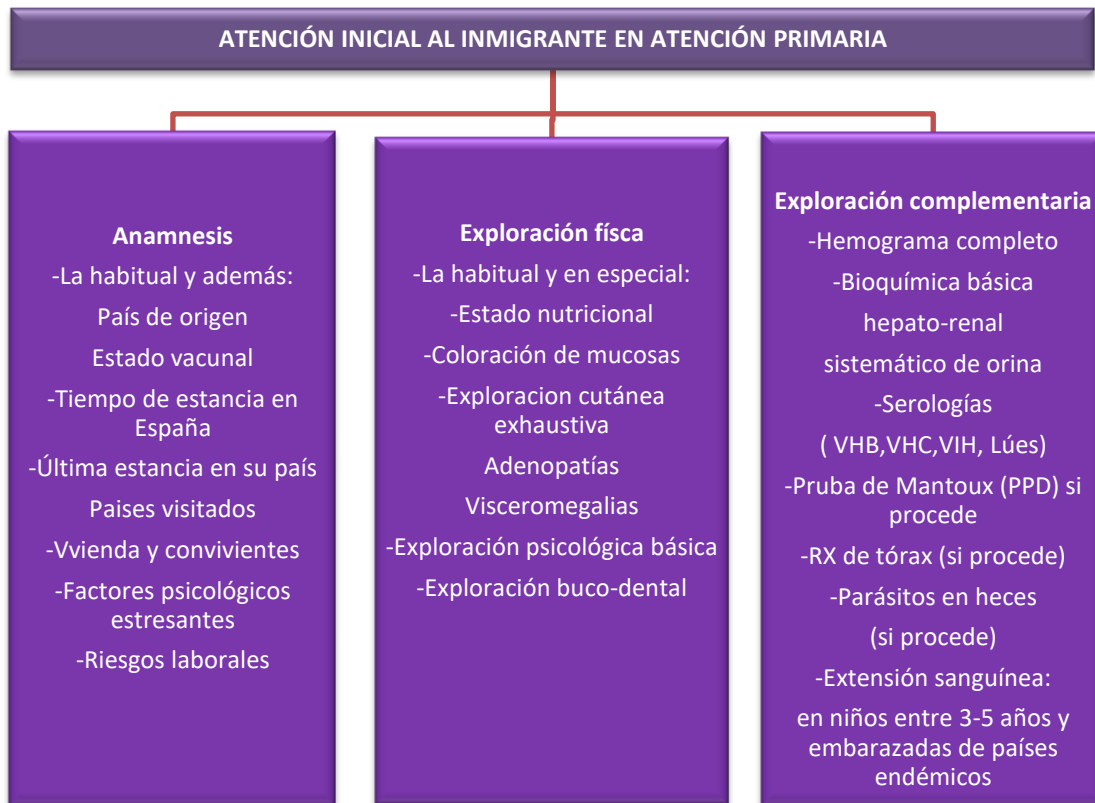 ATENCIÓN INICIAL AL INMIGRANTE EN ATENCIÓN PRIMARIA
Anamnesis
-La habitual y además:
País de origen
Estado vacunal
-Tiempo de estancia en
España
-Última estancia en su país
Paises visitados
-Vvienda y convivientes
-Factores psicológicos
estresantes
-Riesgos laborales
Exploración físca
-La habitual y en especial:
-Estado nutricional
-Coloración de mucosas
-Exploracion cutánea
exhaustiva
Adenopatías
Visceromegalias
-Exploración psicológica básica
-Exploración buco-dental
Exploración complementaria
-Hemograma completo
-Bioquímica básica
hepato-renal
sistemático de orina
-Serologías
( VHB,VHC,VIH, Lúes)
-Pruba de Mantoux (PPD) si
procede
-RX de tórax (si procede)
-Parásitos en heces
(si procede)
-Extensión sanguínea:
en niños entre 3-5 años y
embarazadas de países
endémicos